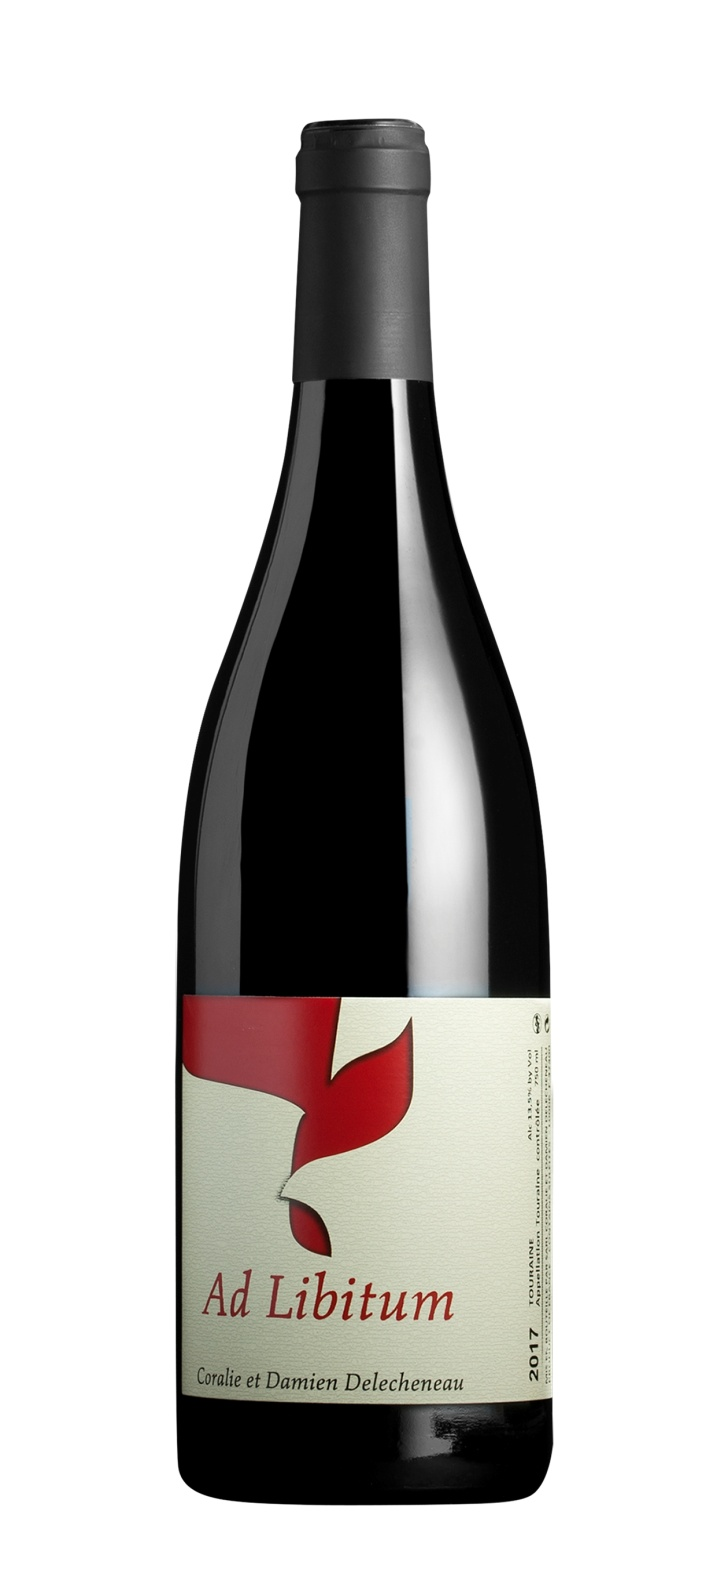 Ad Libitum
Coralie et Damien Delecheneau
2017
TOURAINE
Alc 13,5% by Vol
Appellation Touraine contrôlée
750 ml